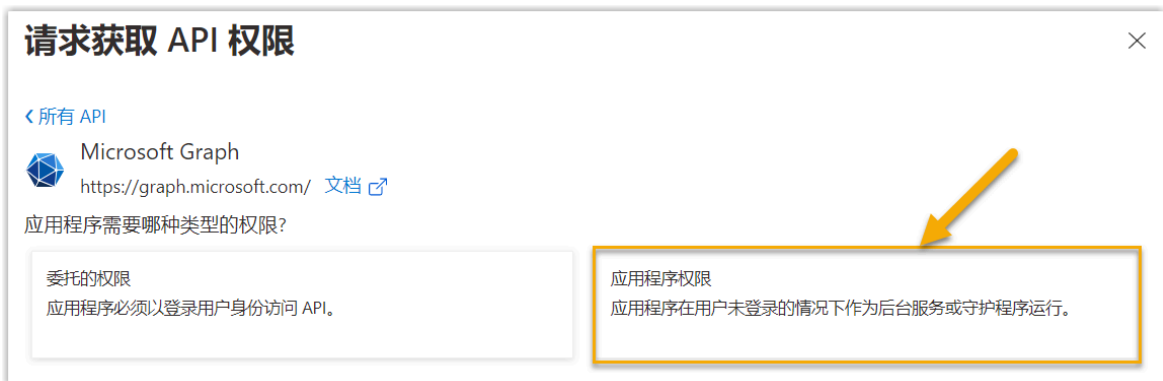 请求获取 API 权限
所有 API
Microsoft Graph
https://graph.microsoft.com/ 文档
应用程序需要哪种类型的权限?
委托的权限
应用程序必须以登录用户身份访问 API。
应用程序权限
应用程序在用户未登录的情况下作为后台服务或守护程序运行。